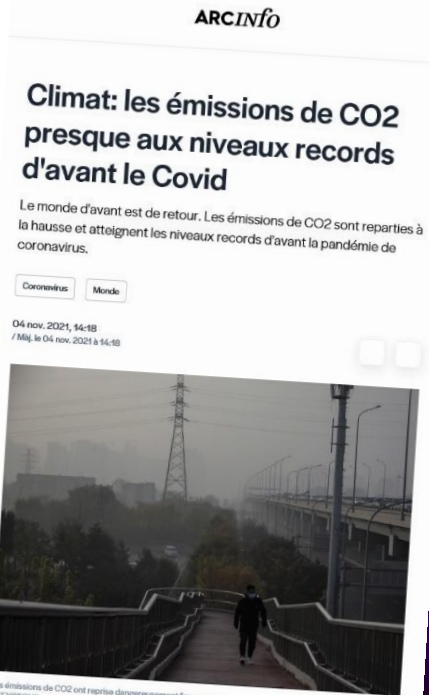 ARCINFO
Climat: les émissions de CO2
presque aux niveaux records
d'avant le Covid
Le monde d'avant est de retour. Les émissions de CO2 sont reparties à
la hausse et atteignent les niveaux records d'avant la pandémie de
coronavirus.
Coronavirus Monde
04 nov. 2021, 14:18
/ Màj. le 04 nov. 2021 à 14:18
émissions de CO2 ont reprise